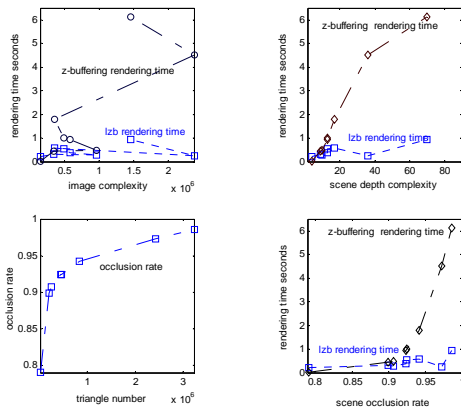 6
5
4
3
2
1
0
rendering time seconds
z-buffering rendering time
lzb rendering time
0.5 1 1.5 2
image complexity
x 10^6
6
5
4
3
2
1
0
rendering time seconds
z-buffering rendering time
lzb rendering time
20 40 60 80
scene depth complexity
1
0.95
0.9
0.85
0.8
occlusion rate
occlusion rate
1 2 3
triangle number
x 10^6
6
5
4
3
2
1
0
rendering time seconds
z-buffering rendering time
lzb rendering time
0.8 0.85 0.9 0.95
scene occlusion rate